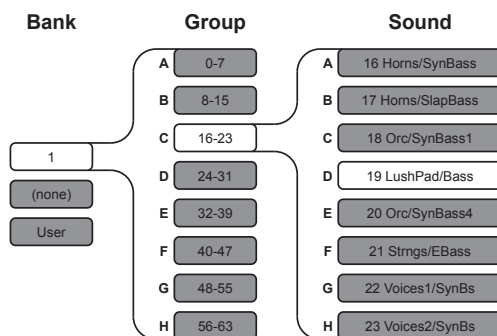 Bank
Group
Sound
1
(none)
User
A 0-7
B 8-15
C 16-23
D 24-31
E 32-39
F 40-47
G 48-55
H 56-63
A 16 Horns/SynBass
B 17 Horns/SlapBass
C 18 Orc/SynBass1
D 19 LushPad/Bass
E 20 Orc/SynBass4
F 21 Strngs/EBass
G 22 Voices1/SynBs
H 23 Voices2/SynBs